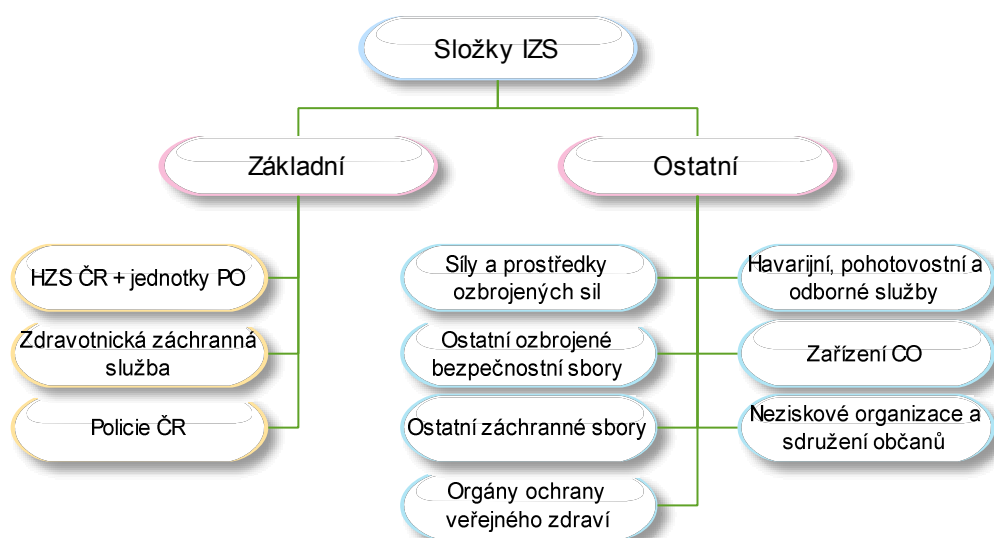 Složky IZS
Základní
Ostatní
HZS ČR + jednotky PO
Zdravotnická záchranná
služba
Policie ČR
Síly a prostředky
ozbrojených sil
Ostatní ozbrojené
bezpečnostní sbory
Ostatní záchranné sbory
Orgány ochrany
veřejného zdraví
Havarijní, pohotovostní a
odborné služby
Zařízení CO
Neziskové organizace a
sdružení občanů